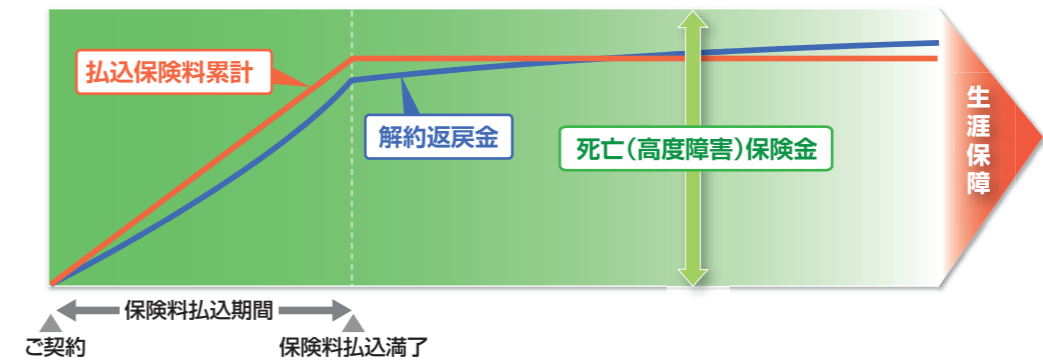 払込保険料累計
解約返戻金
死亡（高度障害）保険金
生涯保障
保険料払込期間
ご契約
保険料払込満了